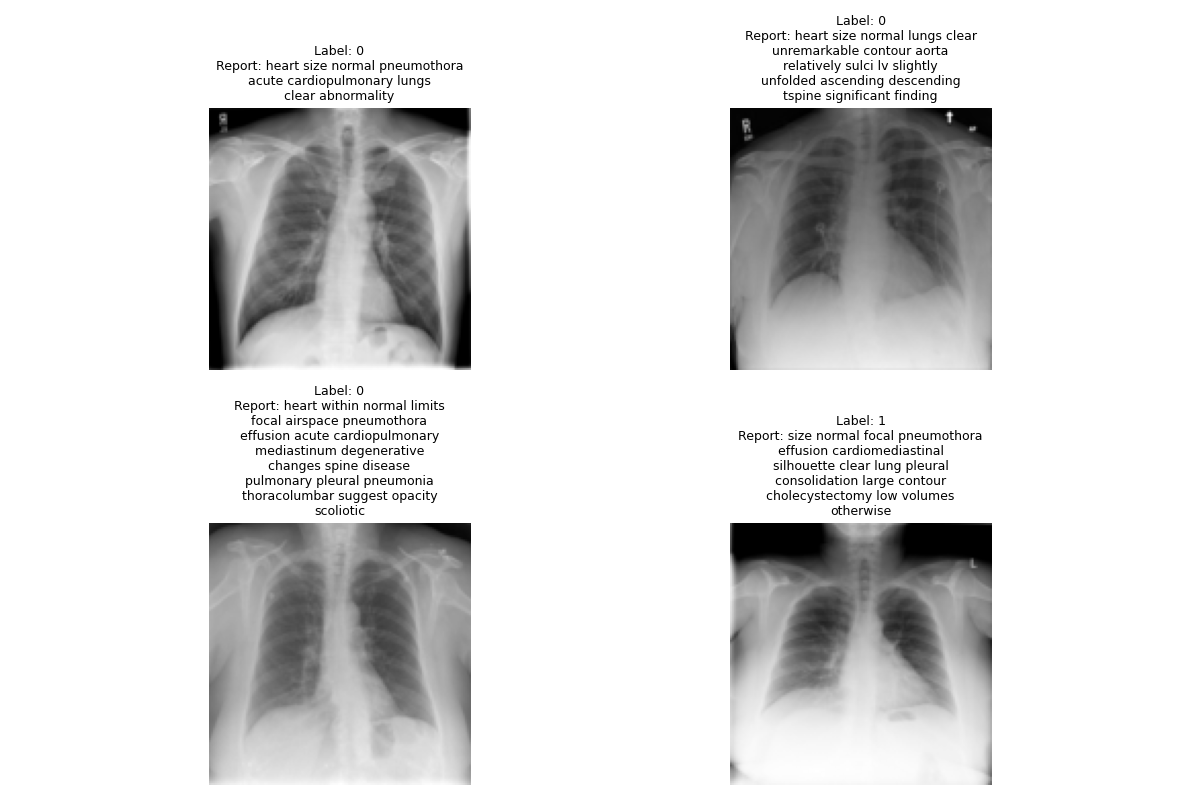 Label: 0
Report: heart size normal pneumothora
acute cardiopulmonary lungs
clear abnormality
Label: 0
Report: heart size normal lungs clear
unremarkable contour aorta
relatively sulci lv slightly
unfolded ascending descending
tspine significant finding
Label: 0
Report: heart within normal limits
focal airspace pneumothora
effusion acute cardiopulmonary
mediastinum degenerative
changes spine disease
pulmonary pleural pneumonia
thoracolumbar suggest opacity
scoliotic
Label: 1
Report: size normal focal pneumothora
effusion cardiomediastinal
silhouette clear lung pleural
consolidation large contour
cholecystectomy low volumes
otherwise
L